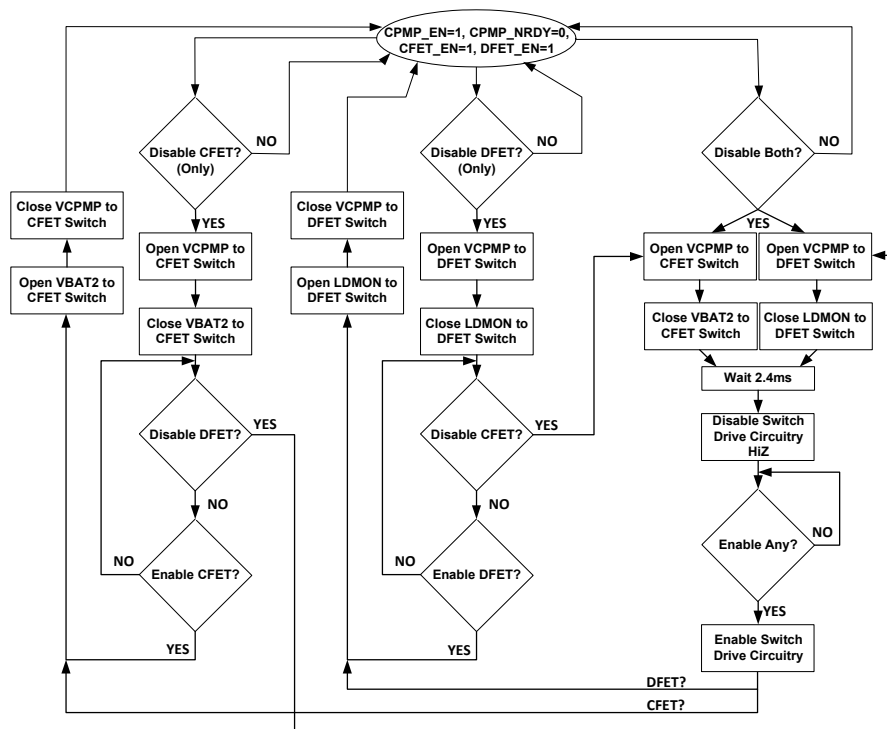 CPMP_EN=1, CPMP_NRDY=0,
CFET_EN=1, DFET_EN=1
Disable CFET?
(Only)
NO
YES
Close VCPMP to
CFET Switch
Open VBAT2 to
CFET Switch
Open VCPMP to
CFET Switch
Close VBAT2 to
CFET Switch
Disable DFET?
YES
NO
Enable CFET?
NO
YES
Disable DFET?
(Only)
NO
YES
Close VCPMP to
DFET Switch
Open LDMON to
DFET Switch
Open VCPMP to
DFET Switch
Close LDMON to
DFET Switch
Disable CFET?
YES
NO
Enable DFET?
NO
YES
Disable Both?
NO
YES
Open VCPMP to
CFET Switch
Open VCPMP to
DFET Switch
Close VBAT2 to
CFET Switch
Close LDMON to
DFET Switch
Wait 2.4ms
Disable Switch
Drive Circuitry
HiZ
Enable Any?
NO
YES
Enable Switch
Drive Circuitry
DFET?
CFET?